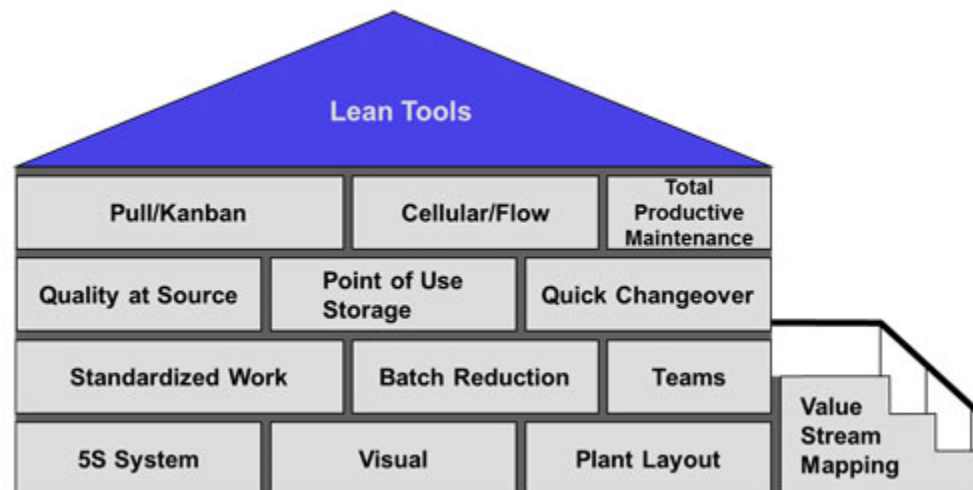 Lean Tools
Pull/Kanban
Cellular/Flow
Total
Productive
Maintenance
Quality at Source
Point of Use
Storage
Quick Changeover
Standardized Work
Batch Reduction
Teams
5S System
Visual
Plant Layout
Value
Stream
Mapping